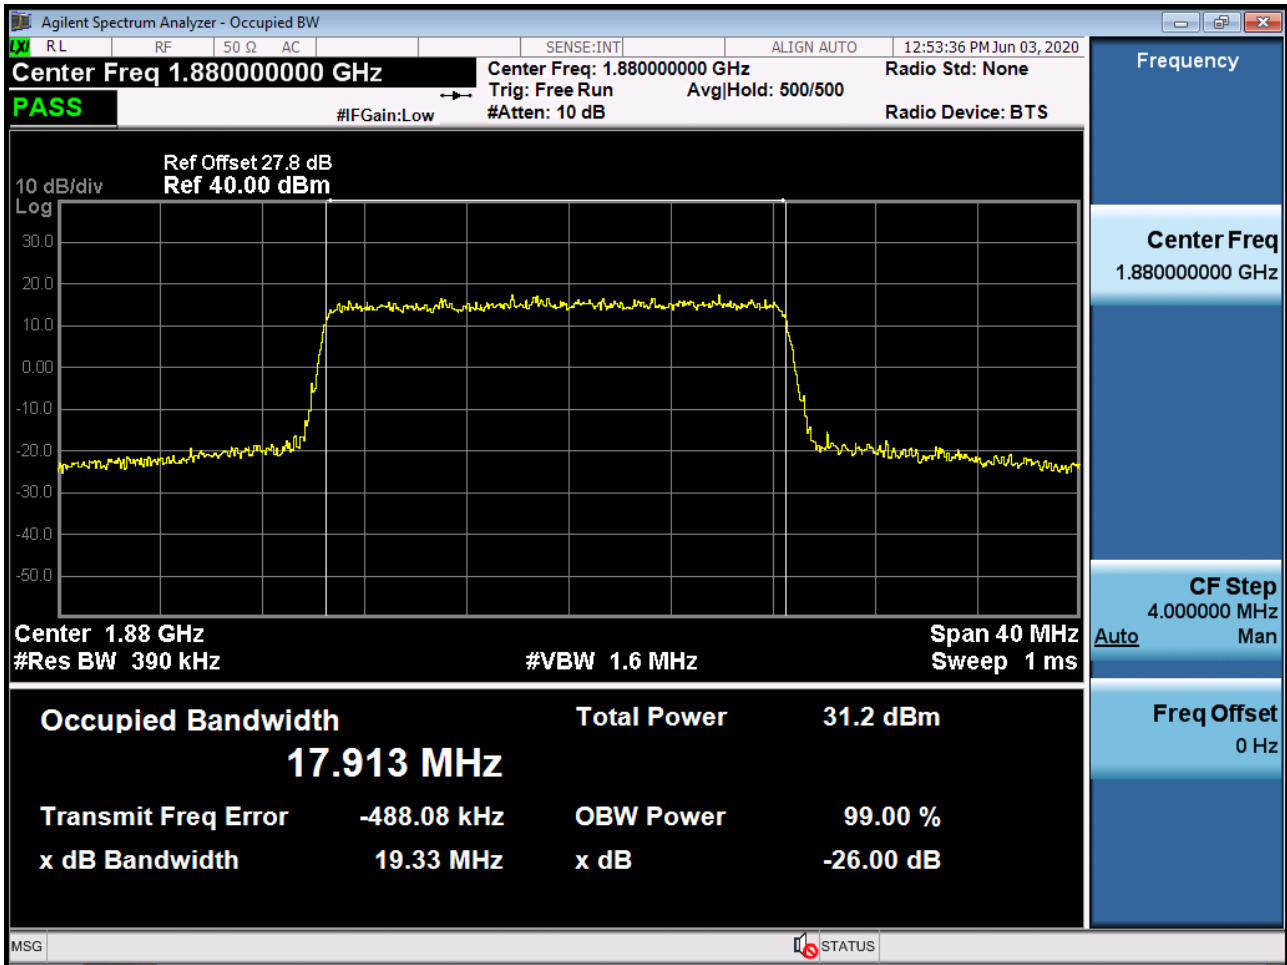 Agilent Spectrum Analyzer - Occupied BW
LXI RL RF 50 Ω AC SENSE:INT ALIGN AUTO 12:53:36 PM Jun 03, 2020
Center Freq 1.880000000 GHz
Center Freq: 1.880000000 GHz
Radio Std: None
Frequency
PASS
Trig: Free Run
Avg|Hold: 500/500
#IFGain:Low
#Atten: 10 dB
Radio Device: BTS
Ref Offset 27.8 dB
10 dB/div
Ref 40.00 dBm
Log
30.0
20.0
10.0
0.00
-10.0
-20.0
-30.0
-40.0
-50.0
Center Freq
1.880000000 GHz
Center 1.88 GHz
Span 40 MHz
#Res BW 390 kHz
#VBW 1.6 MHz
Sweep 1 ms
CF Step
4.000000 MHz
Auto Man
Occupied Bandwidth
17.913 MHz
Total Power 31.2 dBm
Transmit Freq Error -488.08 kHz
OBW Power 99.00 %
x dB Bandwidth 19.33 MHz
x dB -26.00 dB
Freq Offset
0 Hz
MSG
STATUS